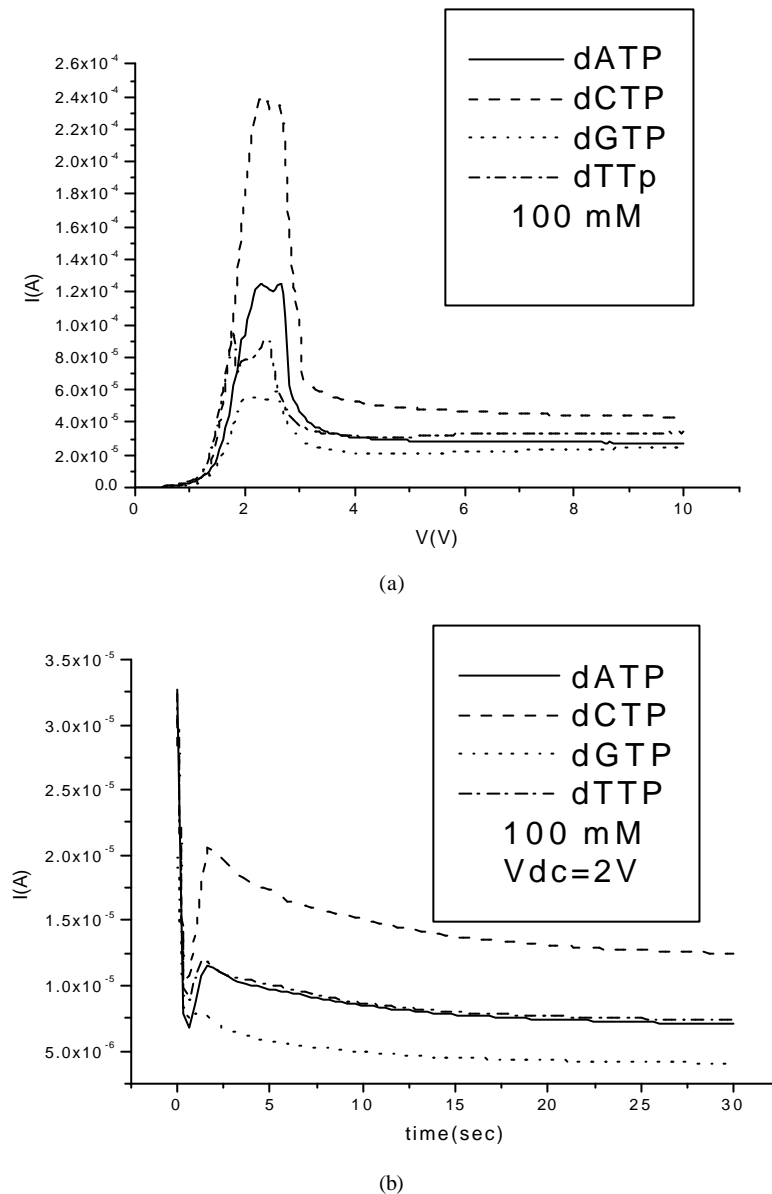 dATP
dCTP
dGTP
dTTp
100 mM
2.6x10⁻⁴
2.4x10⁻⁴
2.2x10⁻⁴
2.0x10⁻⁴
1.8x10⁻⁴
1.6x10⁻⁴
1.4x10⁻⁴
1.2x10⁻⁴
1.0x10⁻⁴
8.0x10⁻⁵
6.0x10⁻⁵
4.0x10⁻⁵
2.0x10⁻⁵
0.0
I(A)
0 2 4 6 8 10
V(V)
(a)
dATP
dCTP
dGTP
dTTP
100 mM
Vdc=2V
3.5x10⁻⁵
3.0x10⁻⁵
2.5x10⁻⁵
2.0x10⁻⁵
1.5x10⁻⁵
1.0x10⁻⁵
5.0x10⁻⁶
I(A)
0 5 10 15 20 25 30
time(sec)
(b)